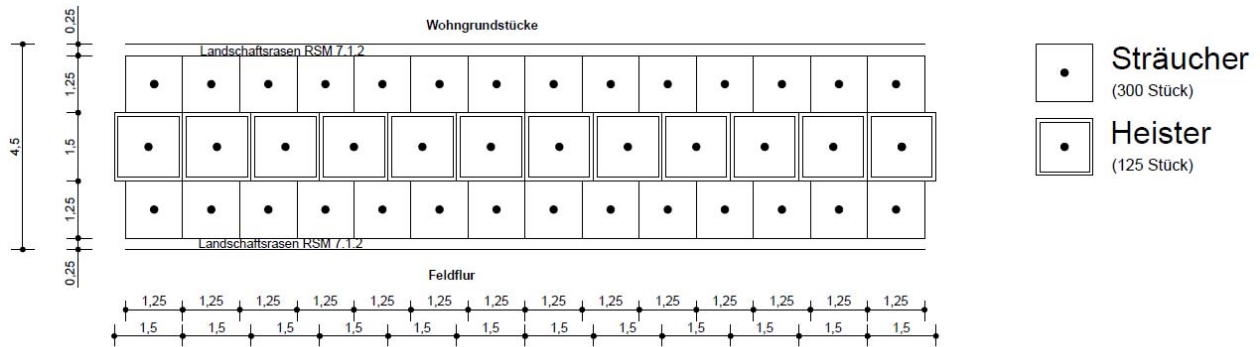 Wohngrundstücke
Landschaftsrasen RSM 7.1.2
0,25
1,25
1,5
1,25
0,25
4,5
Landschaftsrasen RSM 7.1.2
Feldflur
1,25 1,25 1,25 1,25 1,25 1,25 1,25 1,25 1,25 1,25 1,25 1,25 1,25 1,25
1,5 1,5 1,5 1,5 1,5 1,5 1,5 1,5 1,5 1,5 1,5 1,5
Sträucher
(300 Stück)
Heister
(125 Stück)